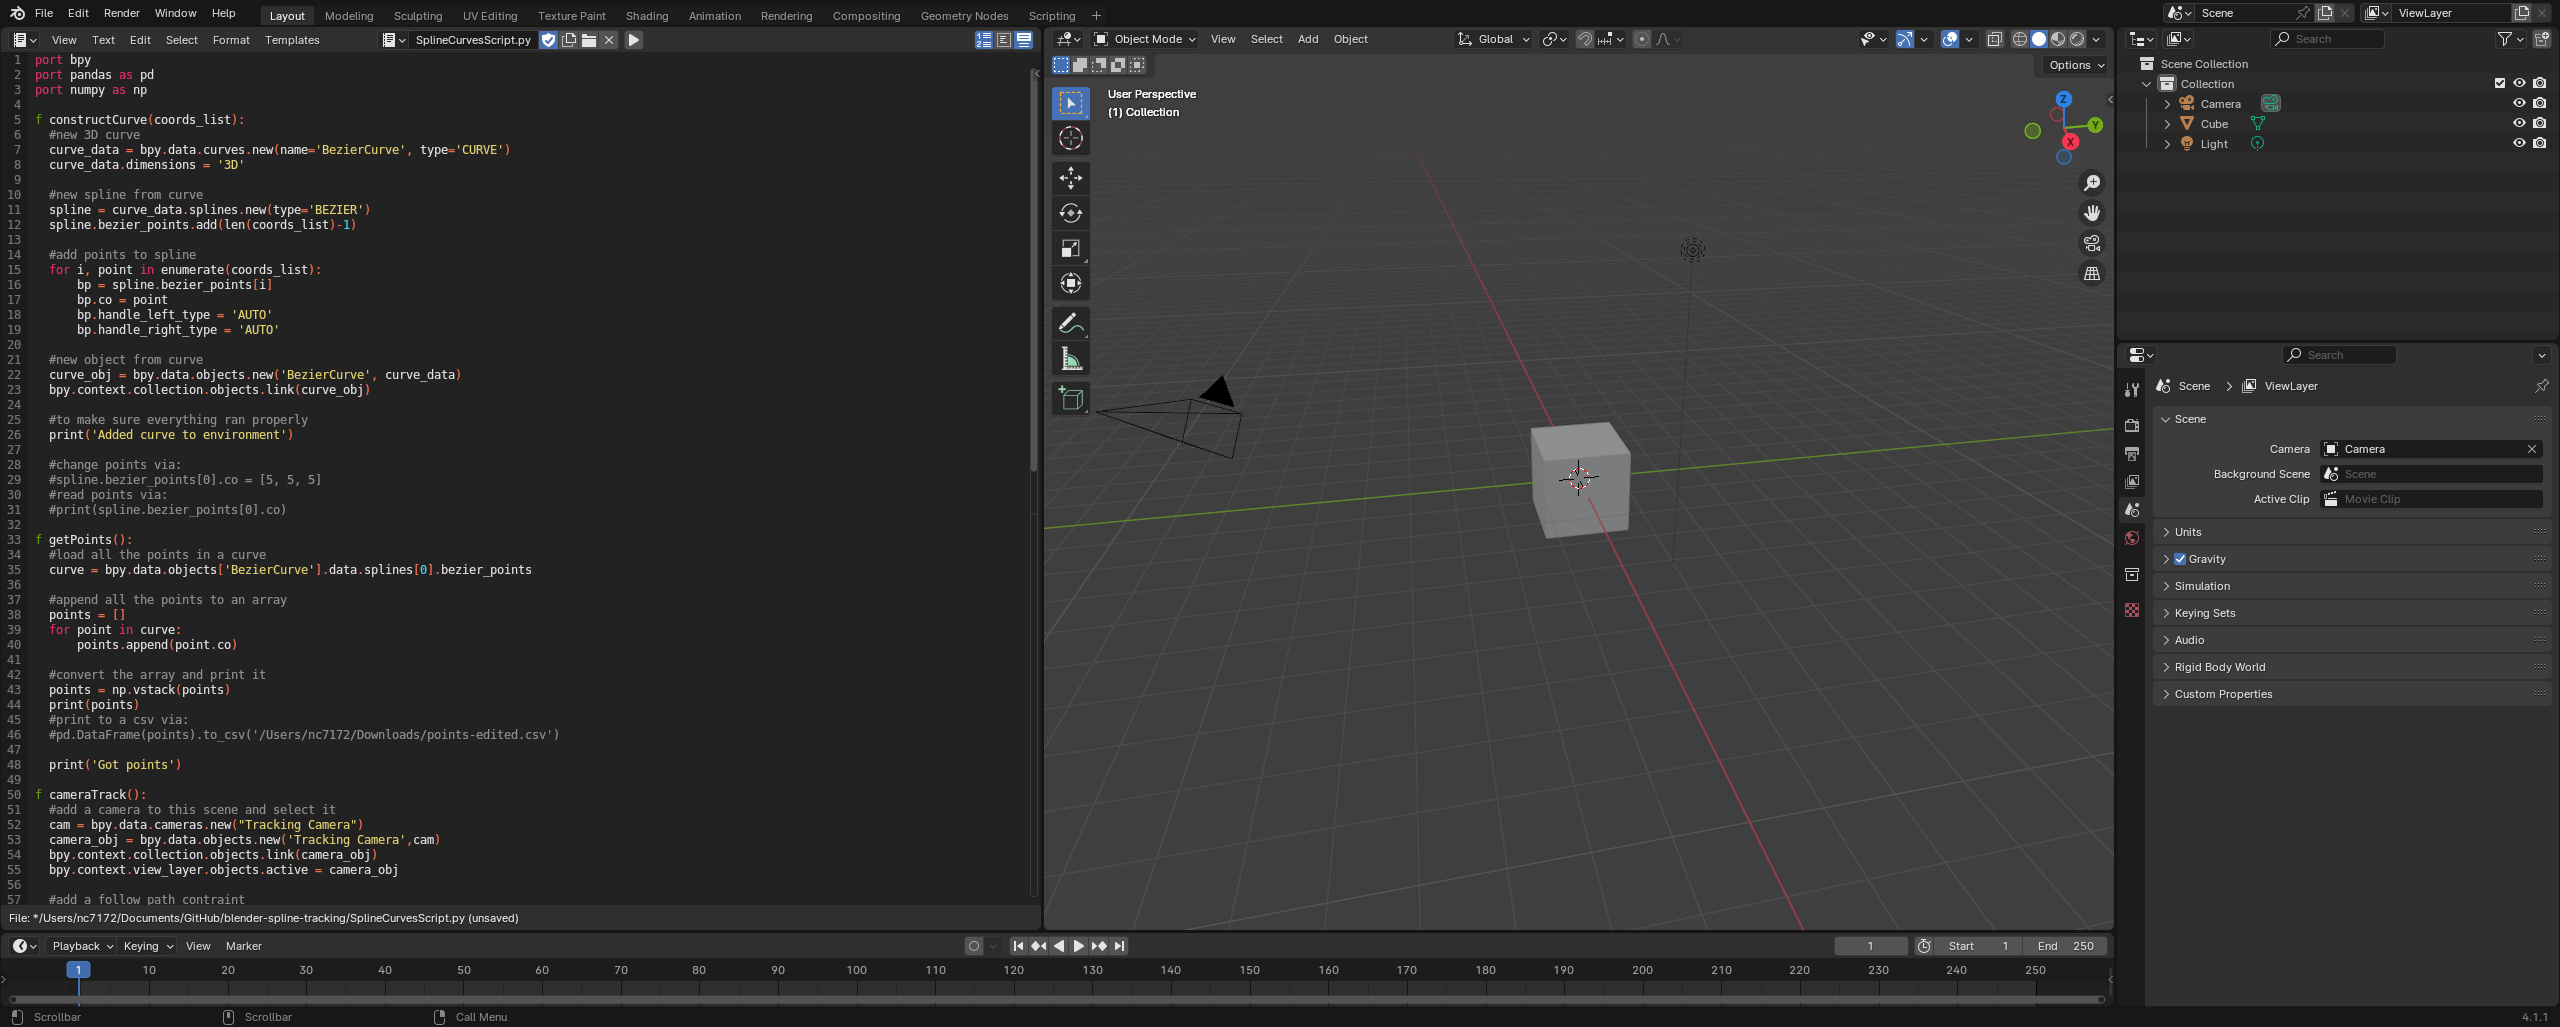 File Edit Render Window Help Layout Modeling Sculpting UV Editing Texture Paint Shading Animation Rendering Compositing Geometry Nodes Scripting + Scene ViewLayer
View Text Edit Select Format Templates SplineCurvesScript.py
1 port bpy
2 port pandas as pd
3 port numpy as np
4
5 f constructCurve(coords_list):
6 #new 3D curve
7 curve_data = bpy.data.curves.new(name='BezierCurve', type='CURVE')
8 curve_data.dimensions = '3D'
9
10 #new spline from curve
11 spline = curve_data.splines.new(type='BEZIER')
12 spline.bezier_points.add(len(coords_list)-1)
13
14 #add points to spline
15 for i, point in enumerate(coords_list):
16 bp = spline.bezier_points[i]
17 bp.co = point
18 bp.handle_left_type = 'AUTO'
19 bp.handle_right_type = 'AUTO'
20
21 #new object from curve
22 curve_obj = bpy.data.objects.new('BezierCurve', curve_data)
23 bpy.context.collection.objects.link(curve_obj)
24
25 #to make sure everything ran properly
26 print('Added curve to environment')
27
28 #change points via:
29 #spline.bezier_points[0].co = [5, 5, 5]
30 #read points via:
31 #print(spline.bezier_points[0].co)
32
33 f getPoints():
34 #load all the points in a curve
35 curve = bpy.data.objects['BezierCurve'].data.splines[0].bezier_points
36
37 #append all the points to an array
38 points = []
39 for point in curve:
40 points.append(point.co)
41
42 #convert the array and print it
43 points = np.vstack(points)
44 print(points)
45 #print to a csv via:
46 #pd.DataFrame(points).to_csv('/Users/nc7172/Downloads/points-edited.csv')
47
48 print('Got points')
49
50 f cameraTrack():
51 #add a camera to this scene and select it
52 cam = bpy.data.cameras.new("Tracking Camera")
53 camera_obj = bpy.data.objects.new('Tracking Camera',cam)
54 bpy.context.collection.objects.link(camera_obj)
55 bpy.context.view_layer.objects.active = camera_obj
56
57 #add a follow path contraint
File: */Users/nc7172/Documents/GitHub/blender-spline-tracking/SplineCurvesScript.py (unsaved)
Object Mode View Select Add Object Global
Options
User Perspective
(1) Collection
Z
Y
X
Search
Scene Collection
Collection
Camera
Cube
Light
Search
Scene > ViewLayer
Scene
Camera Camera
Background Scene Scene
Active Clip Movie Clip
Units
Gravity
Simulation
Keying Sets
Audio
Rigid Body World
Custom Properties
Playback Keying View Marker 1 Start 1 End 250
1 10 20 30 40 50 60 70 80 90 100 110 120 130 140 150 160 170 180 190 200 210 220 230 240 250
Scrollbar Scrollbar Call Menu 4.1.1